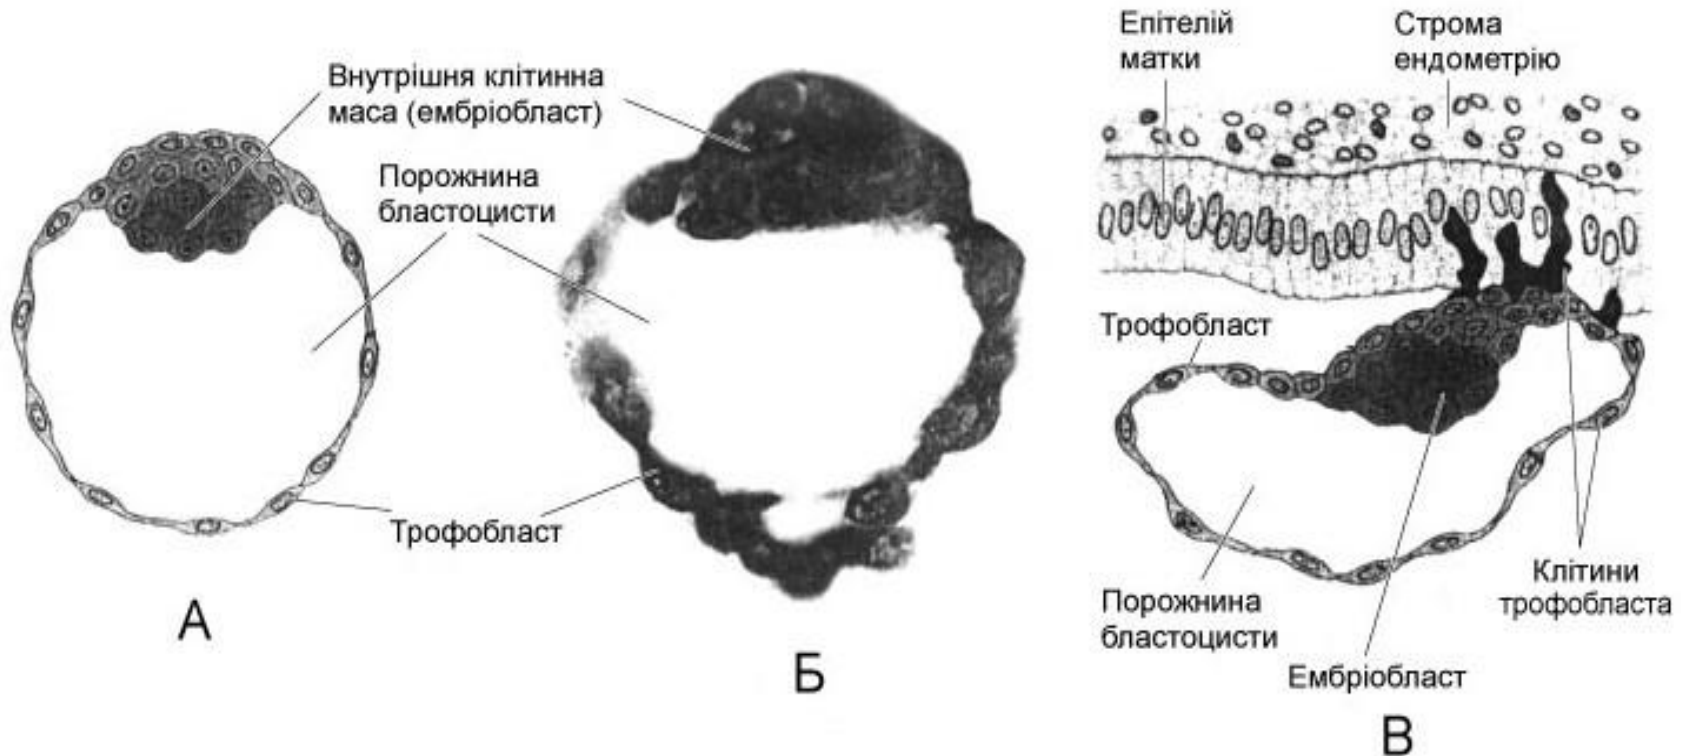 Внутрішня клітинна
маса (ембріобласт)
Порожнина
бластоцисти
Трофобласт
А
Б
Епітелій
матки
Строма
ендометрію
Трофобласт
Порожнина
бластоцисти
Ембріобласт
Клітини
трофобласта
В